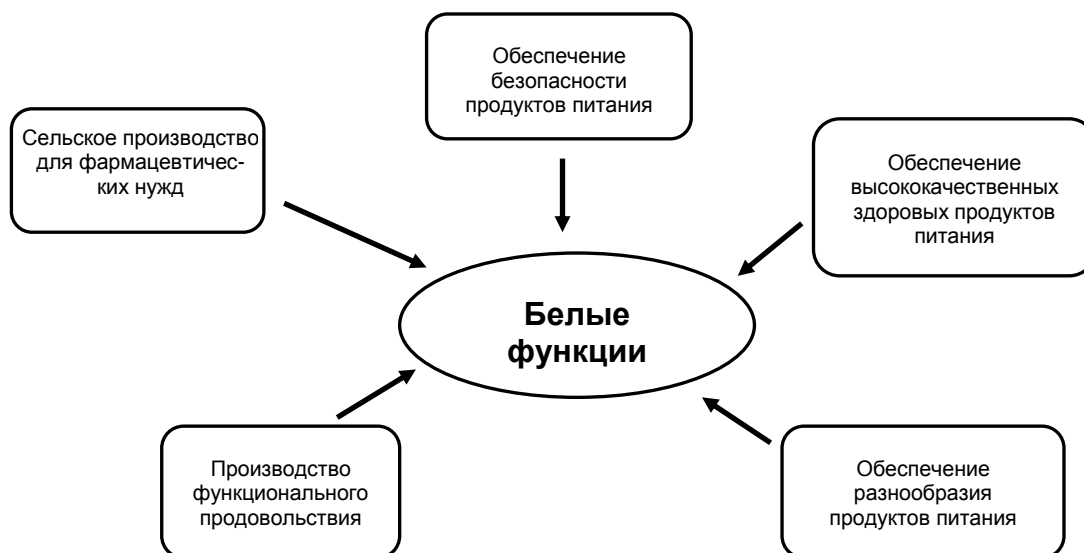 Обеспечение
безопасности
продуктов питания
Сельское производство
для фармацевтичес-
ких нужд
Обеспечение
высококачественных
здоровых продуктов
питания
Белые
функции
Производство
функционального
продовольствия
Обеспечение
разнообразия
продуктов питания